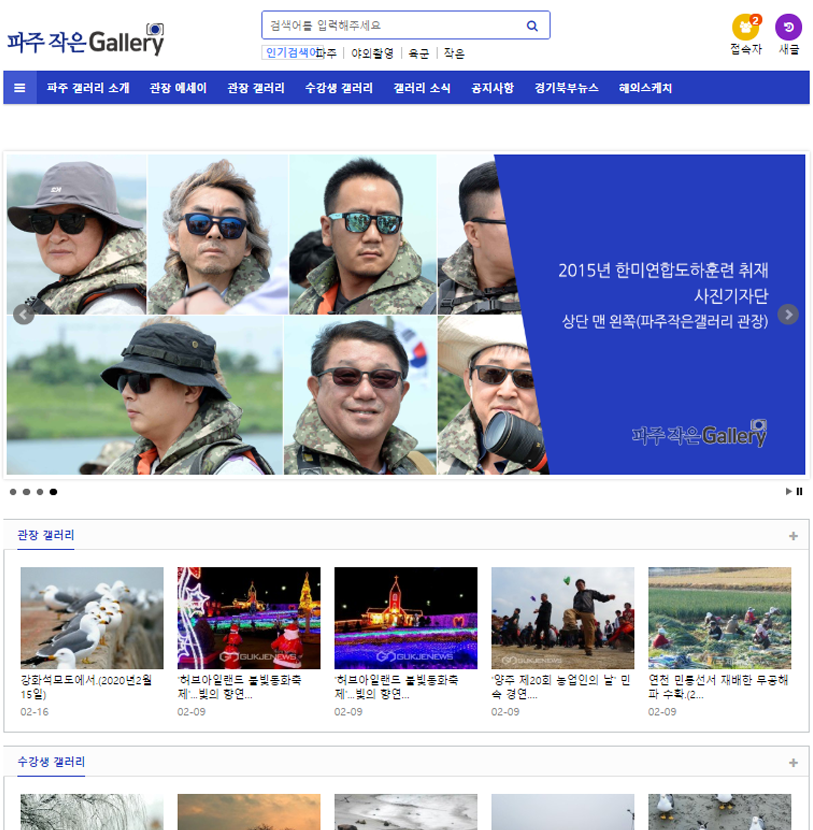 파주 작은Gallery
검색어를 입력해주세요
2
접속자
새글
인기검색어
파주
야외촬영
육군
작은
파주 갤러리 소개
관장 에세이
관장 갤러리
수강생 갤러리
갤러리 소식
공지사항
경기북부뉴스
해외스케치
2015년 한미연합도하훈련 취재
사진기자단
상단 맨 왼쪽(파주작은갤러리 관장)
파주 작은Gallery
관장 갤러리
GUKJENEWS
GUKJENEWS
GUKJENEWS
강화석모도에서.(2020년2월
15일)
02-16
'허브아일랜드 불빛동화축
제'...빛의 향연...
02-09
'허브아일랜드 불빛동화축
제'...빛의 향연...
02-09
'양주 제20회 농업인의 날' 민
속 경연....
02-09
연천 민통선서 재배한 무공해
파 수확.(2...
02-09
수강생 갤러리